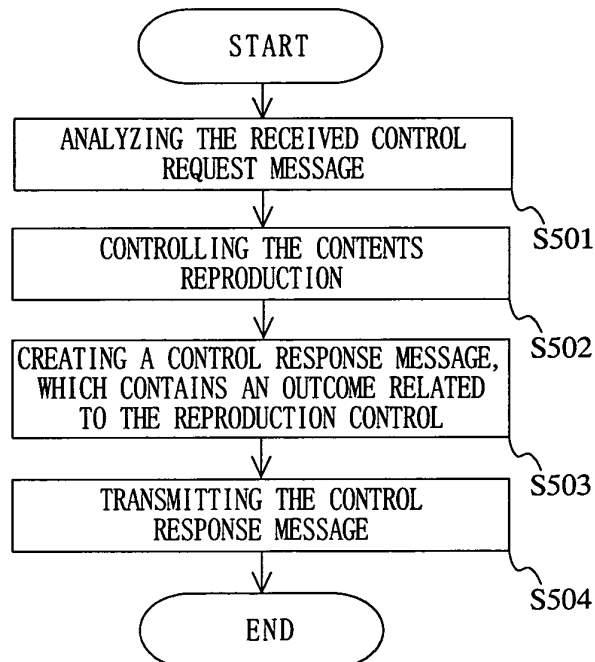 START
ANALYZING THE RECEIVED CONTROL
REQUEST MESSAGE
S501
CONTROLLING THE CONTENTS
REPRODUCTION
S502
CREATING A CONTROL RESPONSE MESSAGE,
WHICH CONTAINS AN OUTCOME RELATED
TO THE REPRODUCTION CONTROL
S503
TRANSMITTING THE CONTROL
RESPONSE MESSAGE
S504
END